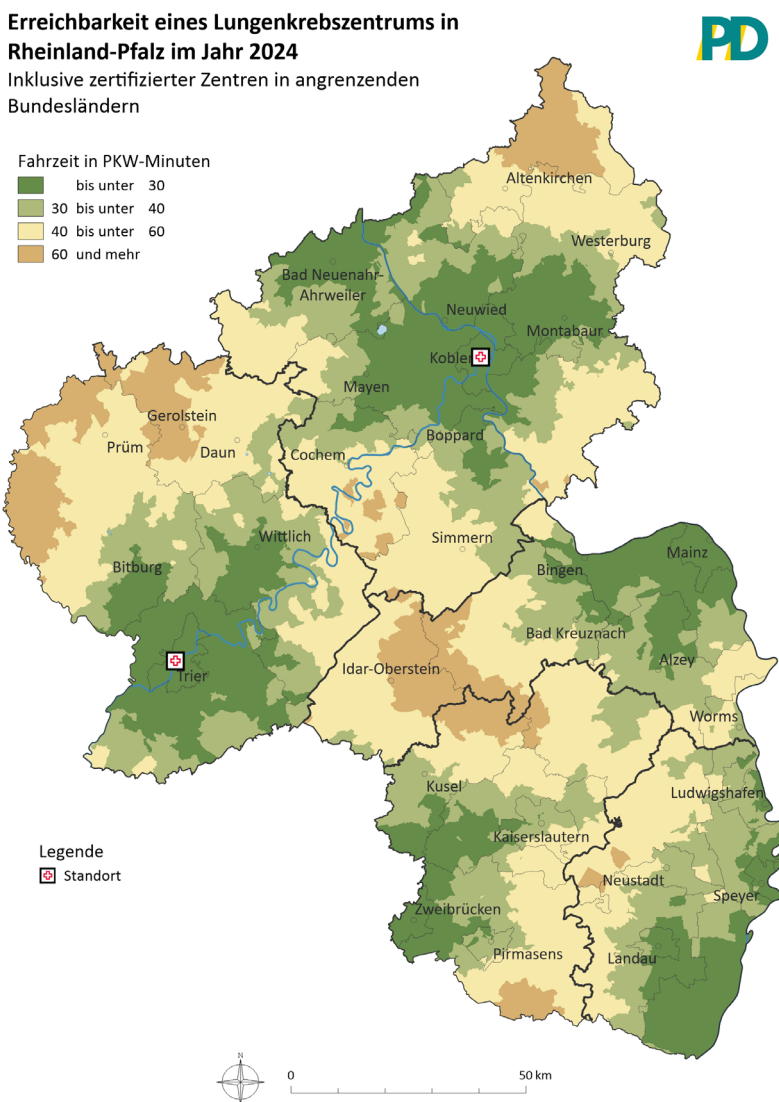 Erreichbarkeit eines Lungenkrebszentrums in
Rheinland-Pfalz im Jahr 2024
Inklusive zertifizierter Zentren in angrenzenden
Bundesländern
PD
Fahrzeit in PKW-Minuten
bis unter 30
30 bis unter 40
40 bis unter 60
60 und mehr
Altenkirchen
Westerburg
Bad Neuenahr-
Ahrweiler
Neuwied
Montabaur
Koble
Mayen
Gerolstein
Boppard
Prüm
Daun
Cochem
Wittlich
Simmern
Mainz
Bitburg
Bingen
Bad Kreuznach
Alzey
Idar-Oberstein
Trier
Worms
Kusel
Ludwigshafen
Kaiserslautern
Legende
Standort
Neustadt
Speyer
Zweibrücken
Pirmasens
Landau
N
0 50 km